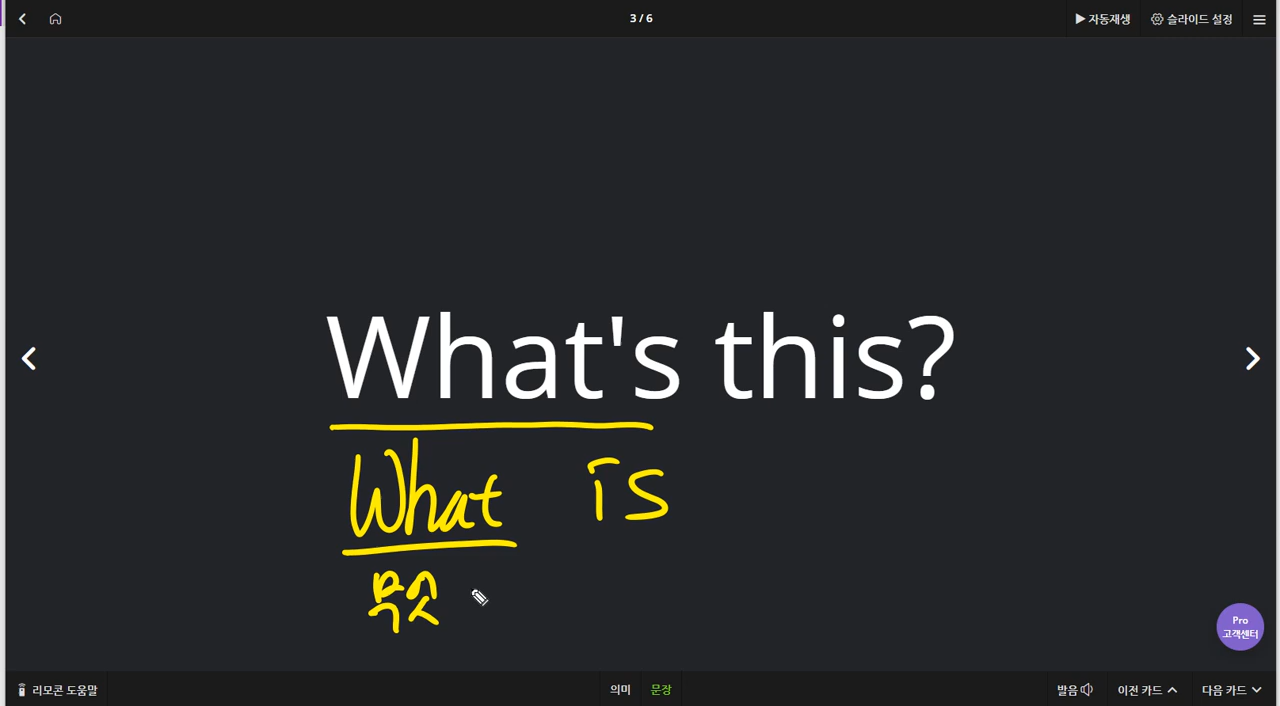 3 / 6
자동재생
슬라이드 설정
What's this?
What is
무엇
Pro
고객센터
리모콘 도움말
의미
문장
발음
이전 카드
다음 카드